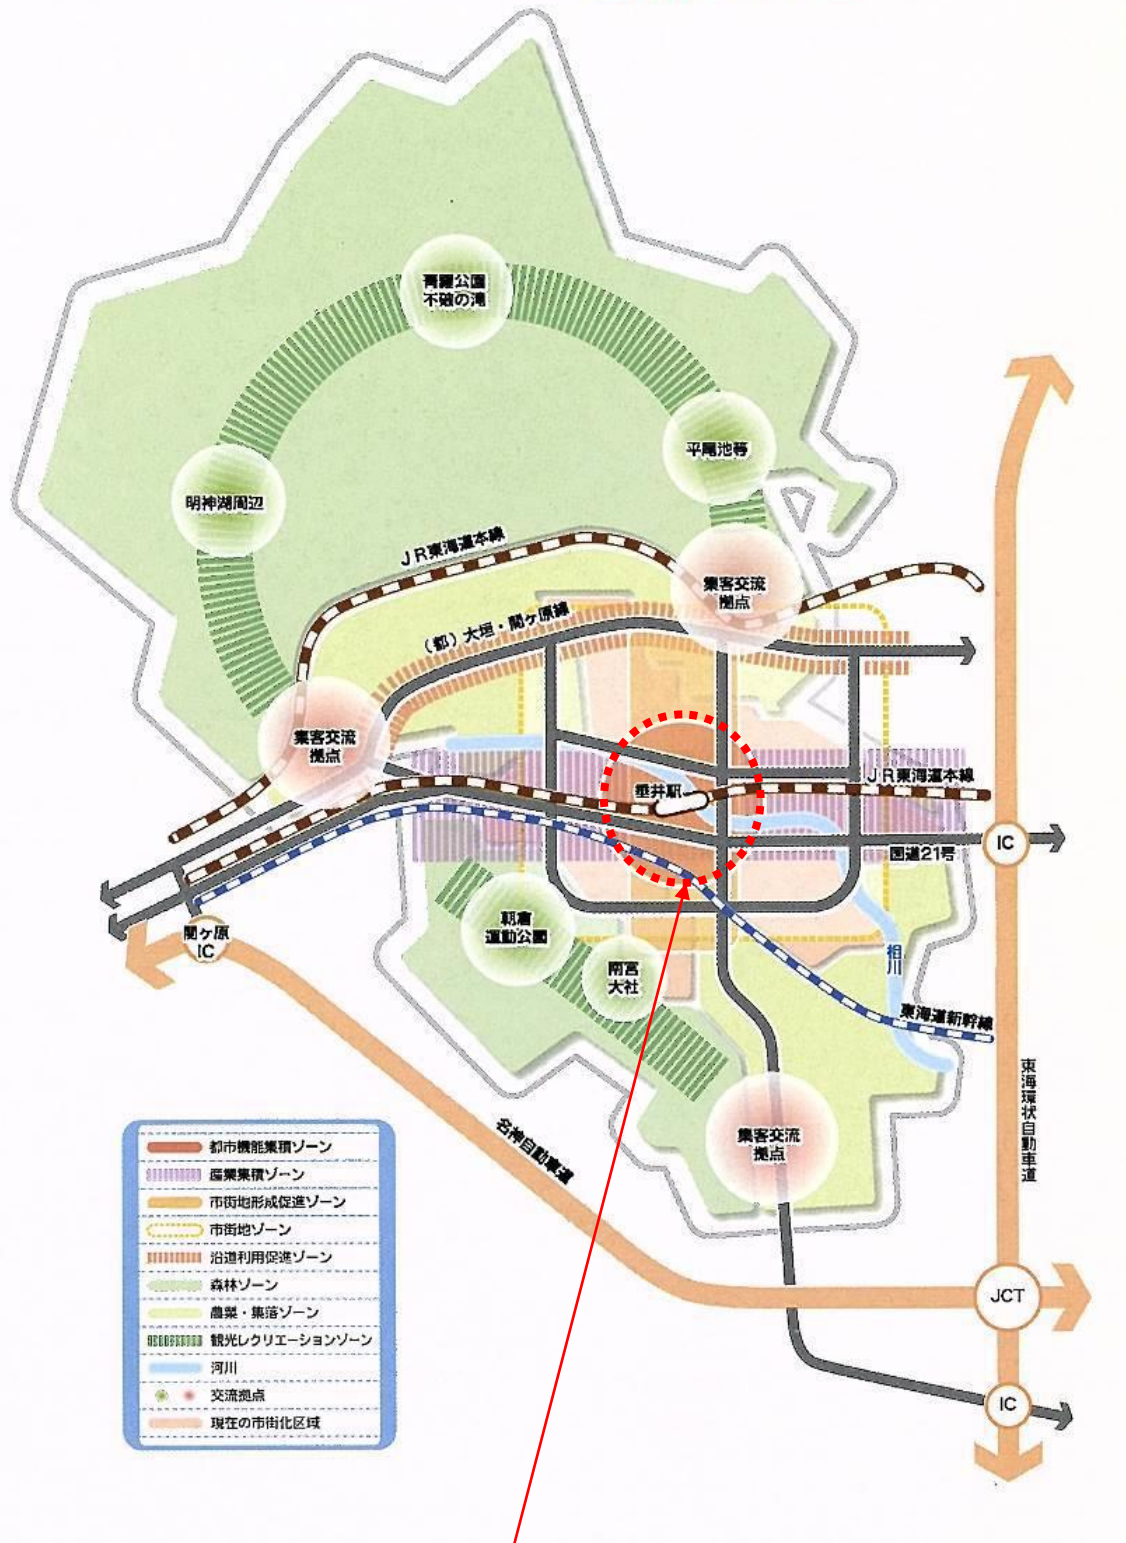 青龍公園
不破の滝
平尾池等
明神湖周辺
JR東海道本線
集客交流
拠点
(都)大垣・関ヶ原線
集客交流
拠点
垂井駅
JR東海道本線
国道21号
IC
関ヶ原
IC
朝倉
運動公園
南宮
大社
相川
東海道新幹線
東海環状自動車道
集客交流
拠点
名神自動車道
JCT
IC
都市機能集積ゾーン
産業集積ゾーン
市街地形成促進ゾーン
市街地ゾーン
沿道利用促進ゾーン
森林ゾーン
農業・集落ゾーン
観光レクリエーションゾーン
河川
交流拠点
現在の市街化区域